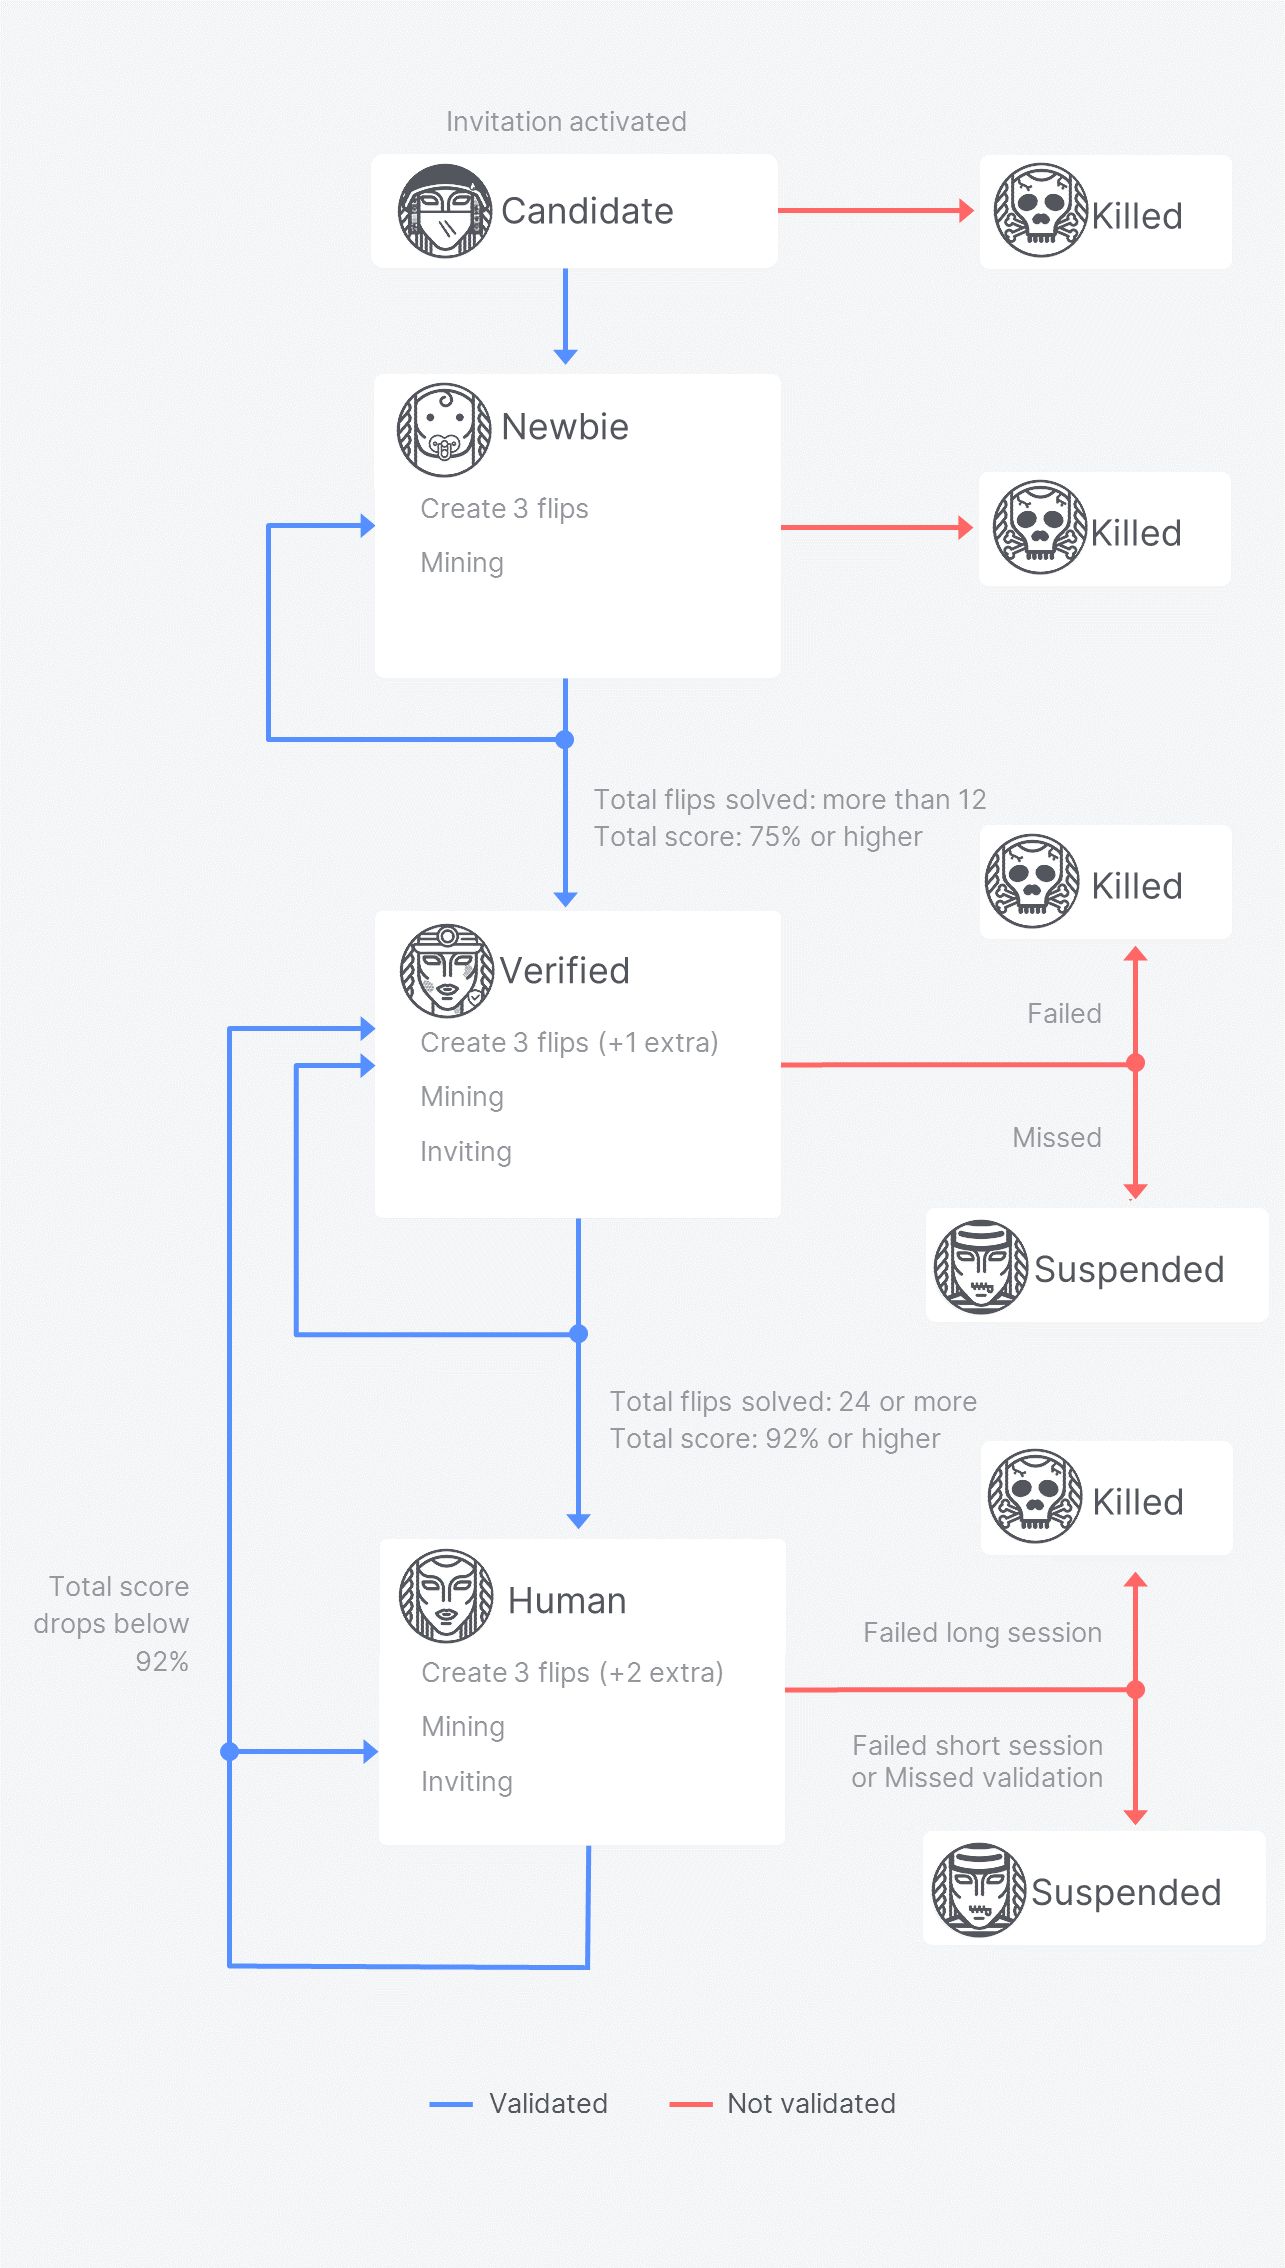 Invitation activated
Candidate
Killed
Newbie
Create 3 flips
Mining
Killed
Total flips solved: more than 12
Total score: 75% or higher
Killed
Verified
Create 3 flips (+1 extra)
Mining
Inviting
Failed
Missed
Suspended
Total flips solved: 24 or more
Total score: 92% or higher
Killed
Total score
drops below
92%
Human
Create 3 flips (+2 extra)
Mining
Inviting
Failed long session
Failed short session
or Missed validation
Suspended
Validated
Not validated